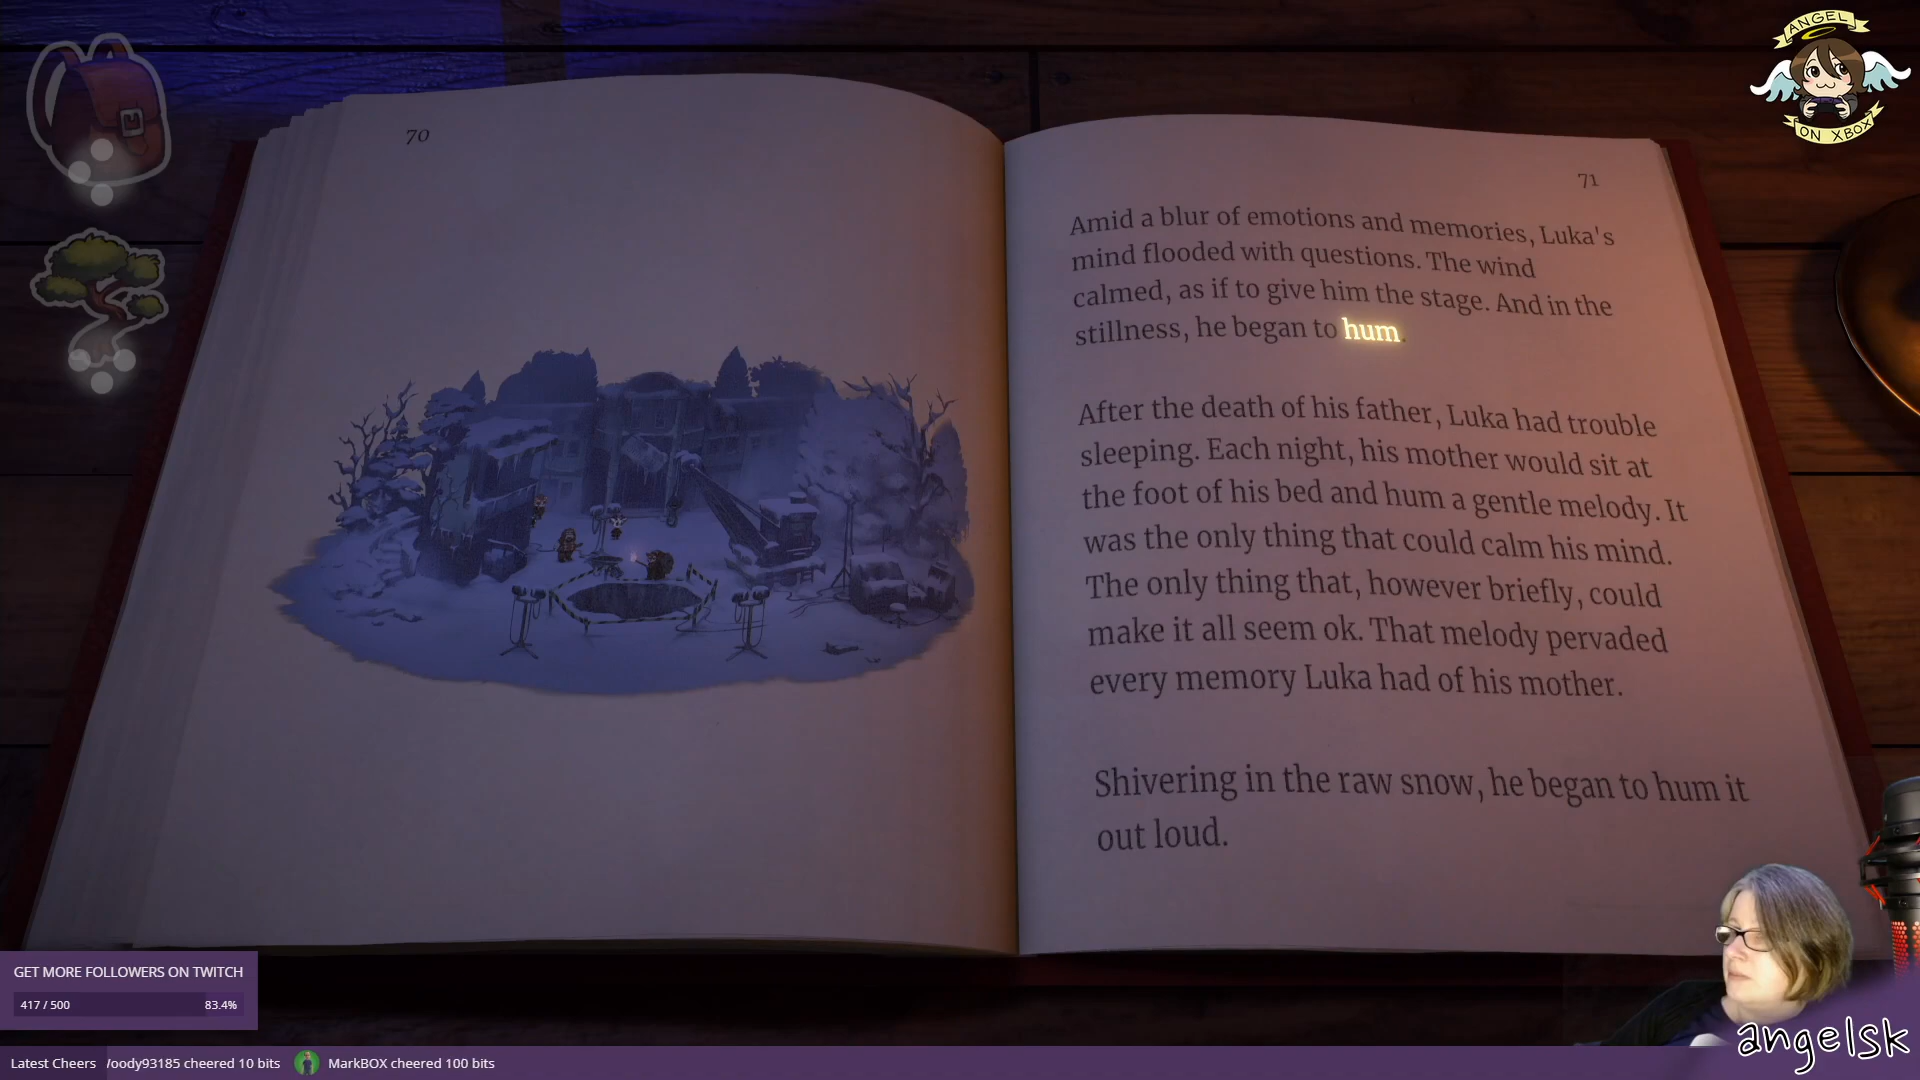 70
71
Amid a blur of emotions and memories, Luka's
mind flooded with questions. The wind
calmed, as if to give him the stage. And in the
stillness, he began to hum.
After the death of his father, Luka had trouble
sleeping. Each night, his mother would sit at
the foot of his bed and hum a gentle melody. It
was the only thing that could calm his mind.
The only thing that, however briefly, could
make it all seem ok. That melody pervaded
every memory Luka had of his mother.
Shivering in the raw snow, he began to hum it
out loud.
ANGEL
ON XBOX
GET MORE FOLLOWERS ON TWITCH
417 / 500 83.4%
Latest Cheers oody93185 cheered 10 bits MarkBOX cheered 100 bits
angelsk